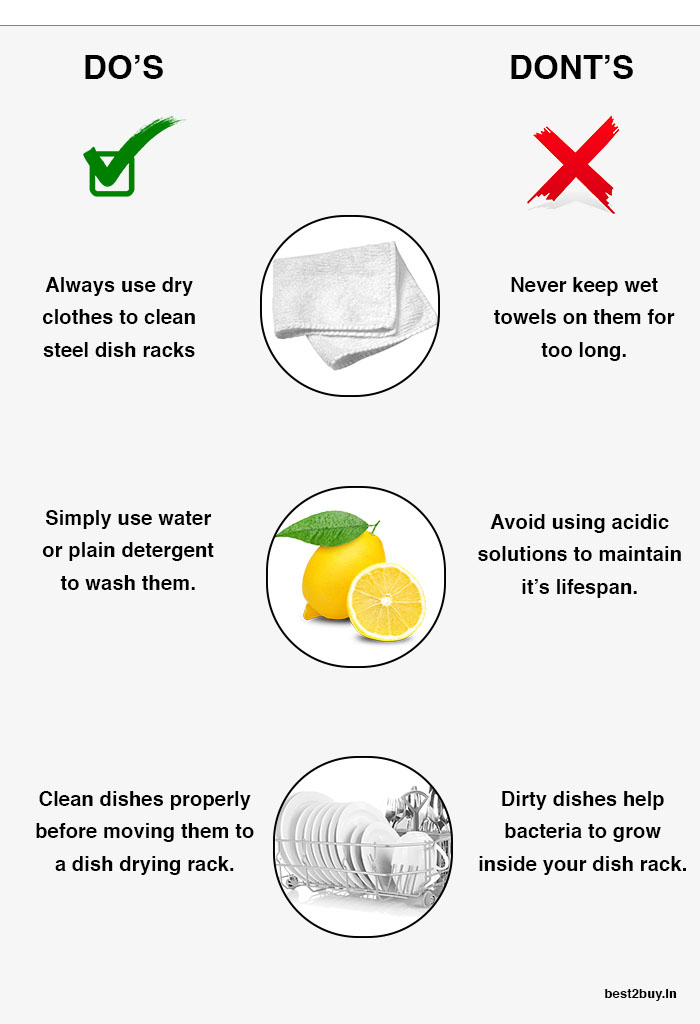 DO'S
DONT'S
Always use dry
clothes to clean
steel dish racks
Never keep wet
towels on them for
too long.
Simply use water
or plain detergent
to wash them.
Avoid using acidic
solutions to maintain
it's lifespan.
Clean dishes properly
before moving them to
a dish drying rack.
Dirty dishes help
bacteria to grow
inside your dish rack.
best2buy.In